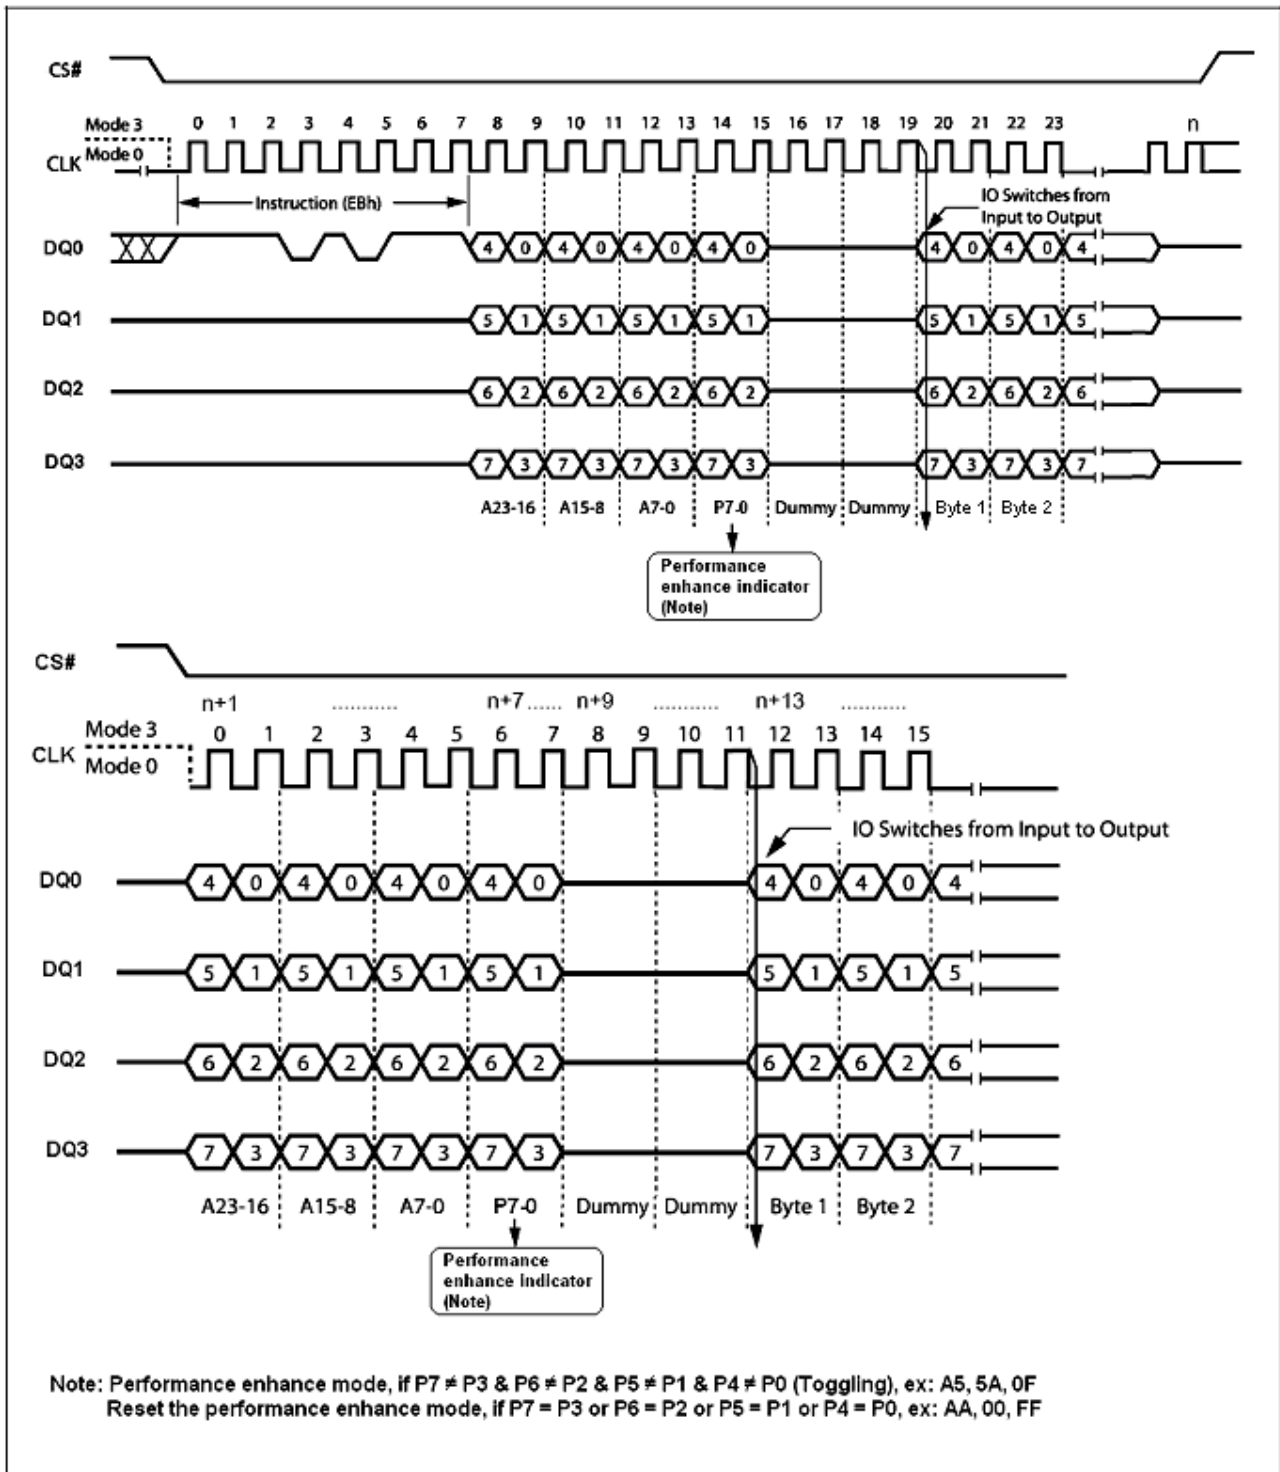 CS#
Mode 3
0 1 2 3 4 5 6 7 8 9 10 11 12 13 14 15 16 17 18 19 20 21 22 23 n
CLK Mode 0
Instruction (EBh)
IO Switches from
Input to Output
DQ0 4 0 4 0 4 0 4 0 4 0 4 0 4
DQ1 5 1 5 1 5 1 5 1 5 1 5 1 5
DQ2 6 2 6 2 6 2 6 2 6 2 6 2 6
DQ3 7 3 7 3 7 3 7 3 7 3 7 3 7
A23-16 A15-8 A7-0 P7-0 Dummy Dummy Byte 1 Byte 2
Performance
enhance indicator
(Note)
CS#
n+1 ........... n+7 ...... n+9 ........... n+13 ...........
Mode 3 0 1 2 3 4 5 6 7 8 9 10 11 12 13 14 15
CLK
Mode 0
IO Switches from Input to Output
DQ0 4 0 4 0 4 0 4 0 4 0 4 0 4
DQ1 5 1 5 1 5 1 5 1 5 1 5 1 5
DQ2 6 2 6 2 6 2 6 2 6 2 6 2 6
DQ3 7 3 7 3 7 3 7 3 7 3 7 3 7
A23-16 A15-8 A7-0 P7-0 Dummy Dummy Byte 1 Byte 2
Performance
enhance indicator
(Note)
Note: Performance enhance mode, if P7 ≠ P3 & P6 ≠ P2 & P5 ≠ P1 & P4 ≠ P0 (Toggling), ex: A5, 5A, 0F
Reset the performance enhance mode, if P7 = P3 or P6 = P2 or P5 = P1 or P4 = P0, ex: AA, 00, FF